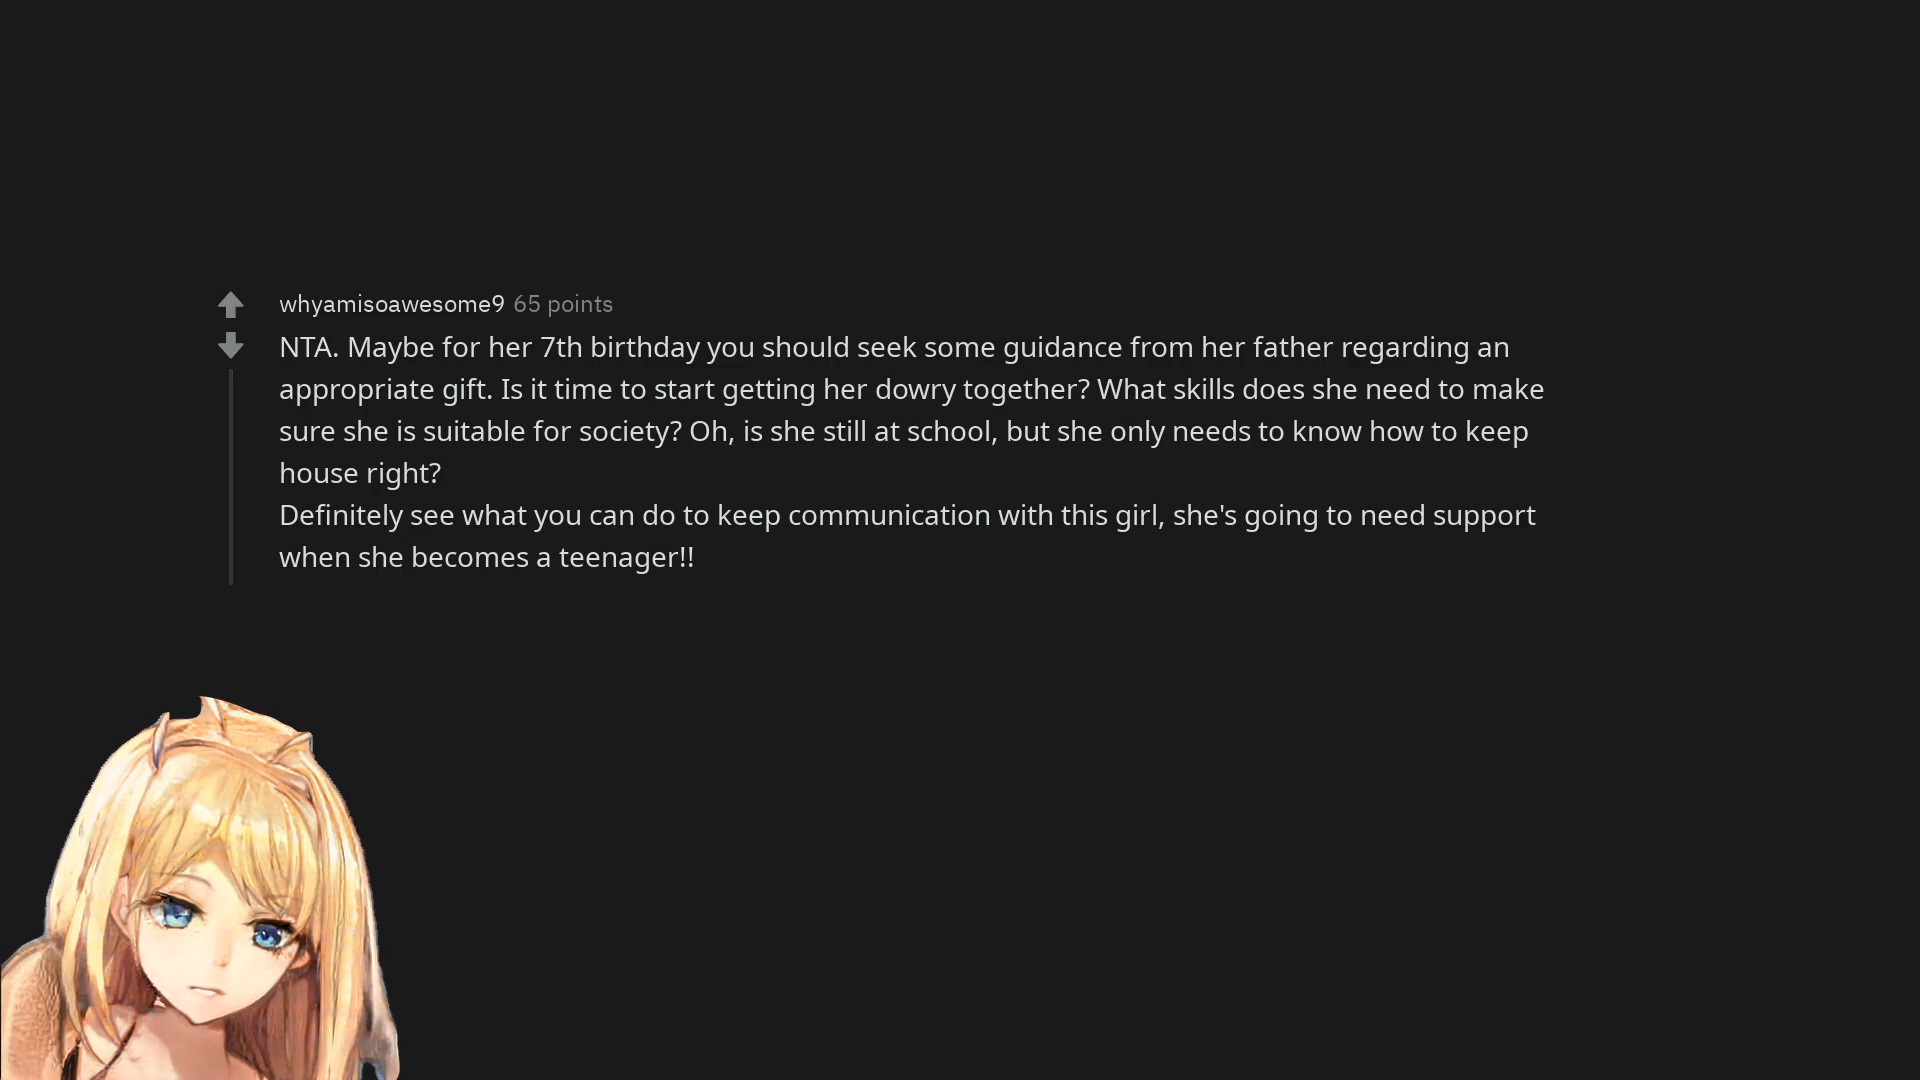 whyamisoawesome9 65 points
NTA. Maybe for her 7th birthday you should seek some guidance from her father regarding an
appropriate gift. Is it time to start getting her dowry together? What skills does she need to make
sure she is suitable for society? Oh, is she still at school, but she only needs to know how to keep
house right?
Definitely see what you can do to keep communication with this girl, she's going to need support
when she becomes a teenager!!